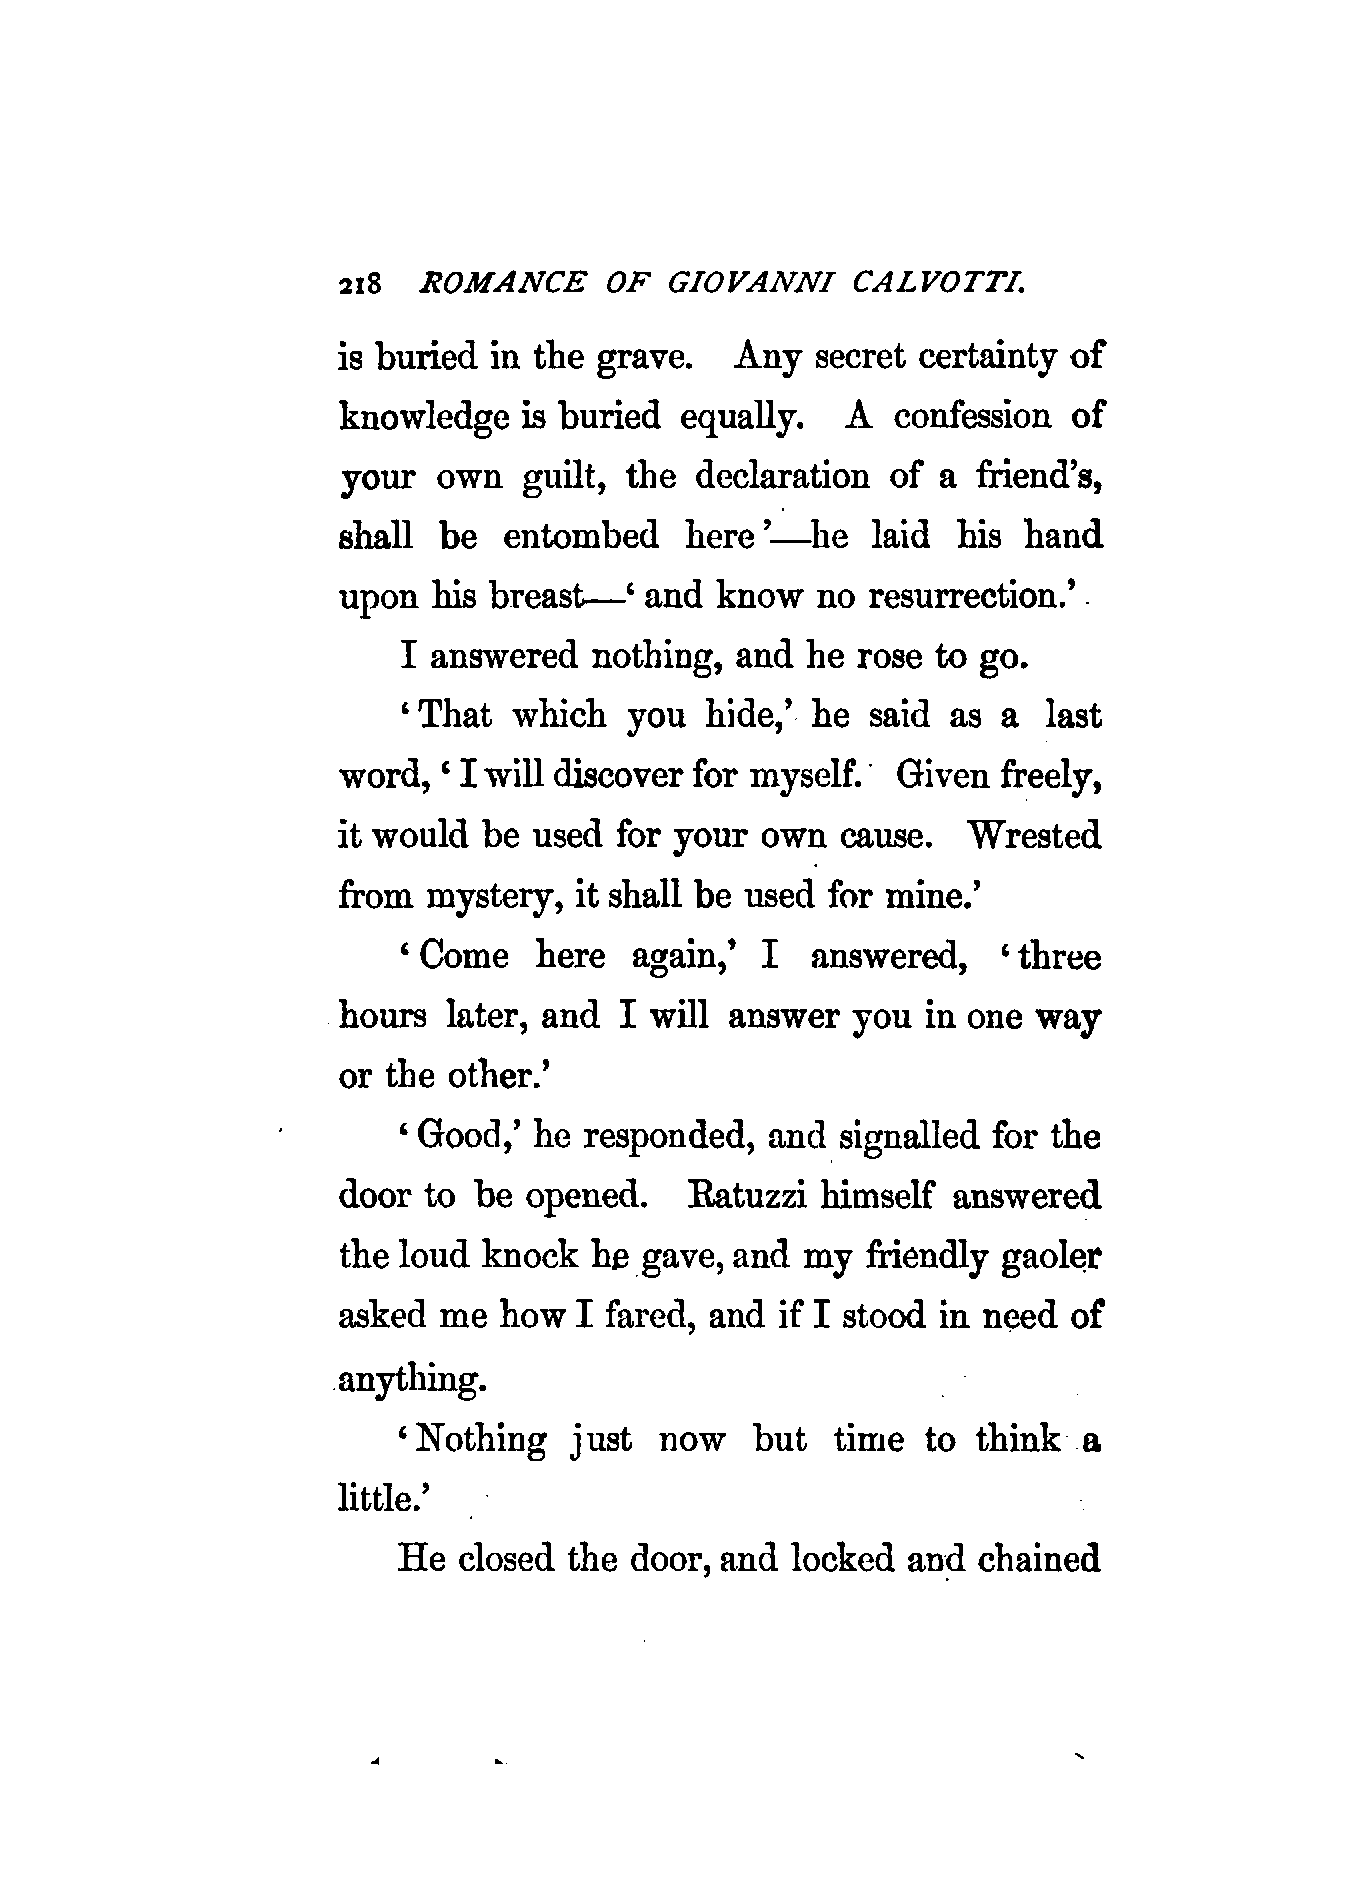 218 ROMANCE OF GIOVANNI CALVOTTI.
is buried in the grave. Any secret certainty of
knowledge is buried equally. A confession of
your own guilt, the declaration of a friend's,
shall be entombed here'—he laid his hand
upon his breast—'and know no resurrection.'
I answered nothing, and he rose to go.
'That which you hide,' he said as a last
word, 'I will discover for myself. Given freely,
it would be used for your own cause. Wrested
from mystery, it shall be used for mine.'
'Come here again,' I answered, 'three
hours later, and I will answer you in one way
or the other.'
'Good,' he responded, and signalled for the
door to be opened. Ratuzzi himself answered
the loud knock he gave, and my friendly gaoler
asked me how I fared, and if I stood in need of
anything.
'Nothing just now but time to think a
little.'
He closed the door, and locked and chained